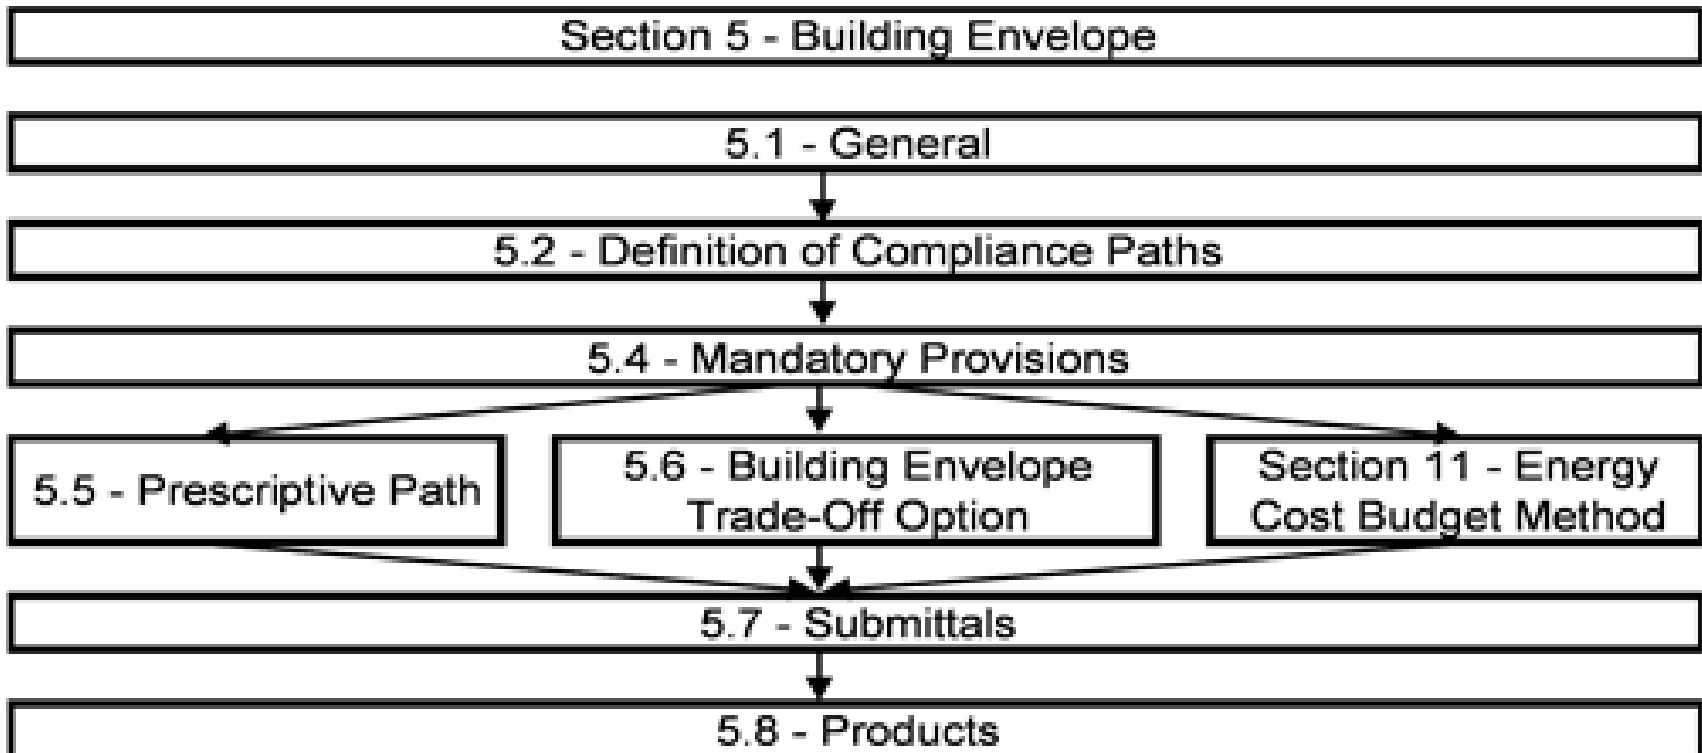 Section 5 - Building Envelope
5.1 - General
5.2 - Definition of Compliance Paths
5.4 - Mandatory Provisions
5.5 - Prescriptive Path
5.6 - Building Envelope
Trade-Off Option
Section 11 - Energy
Cost Budget Method
5.7 - Submittals
5.8 - Products